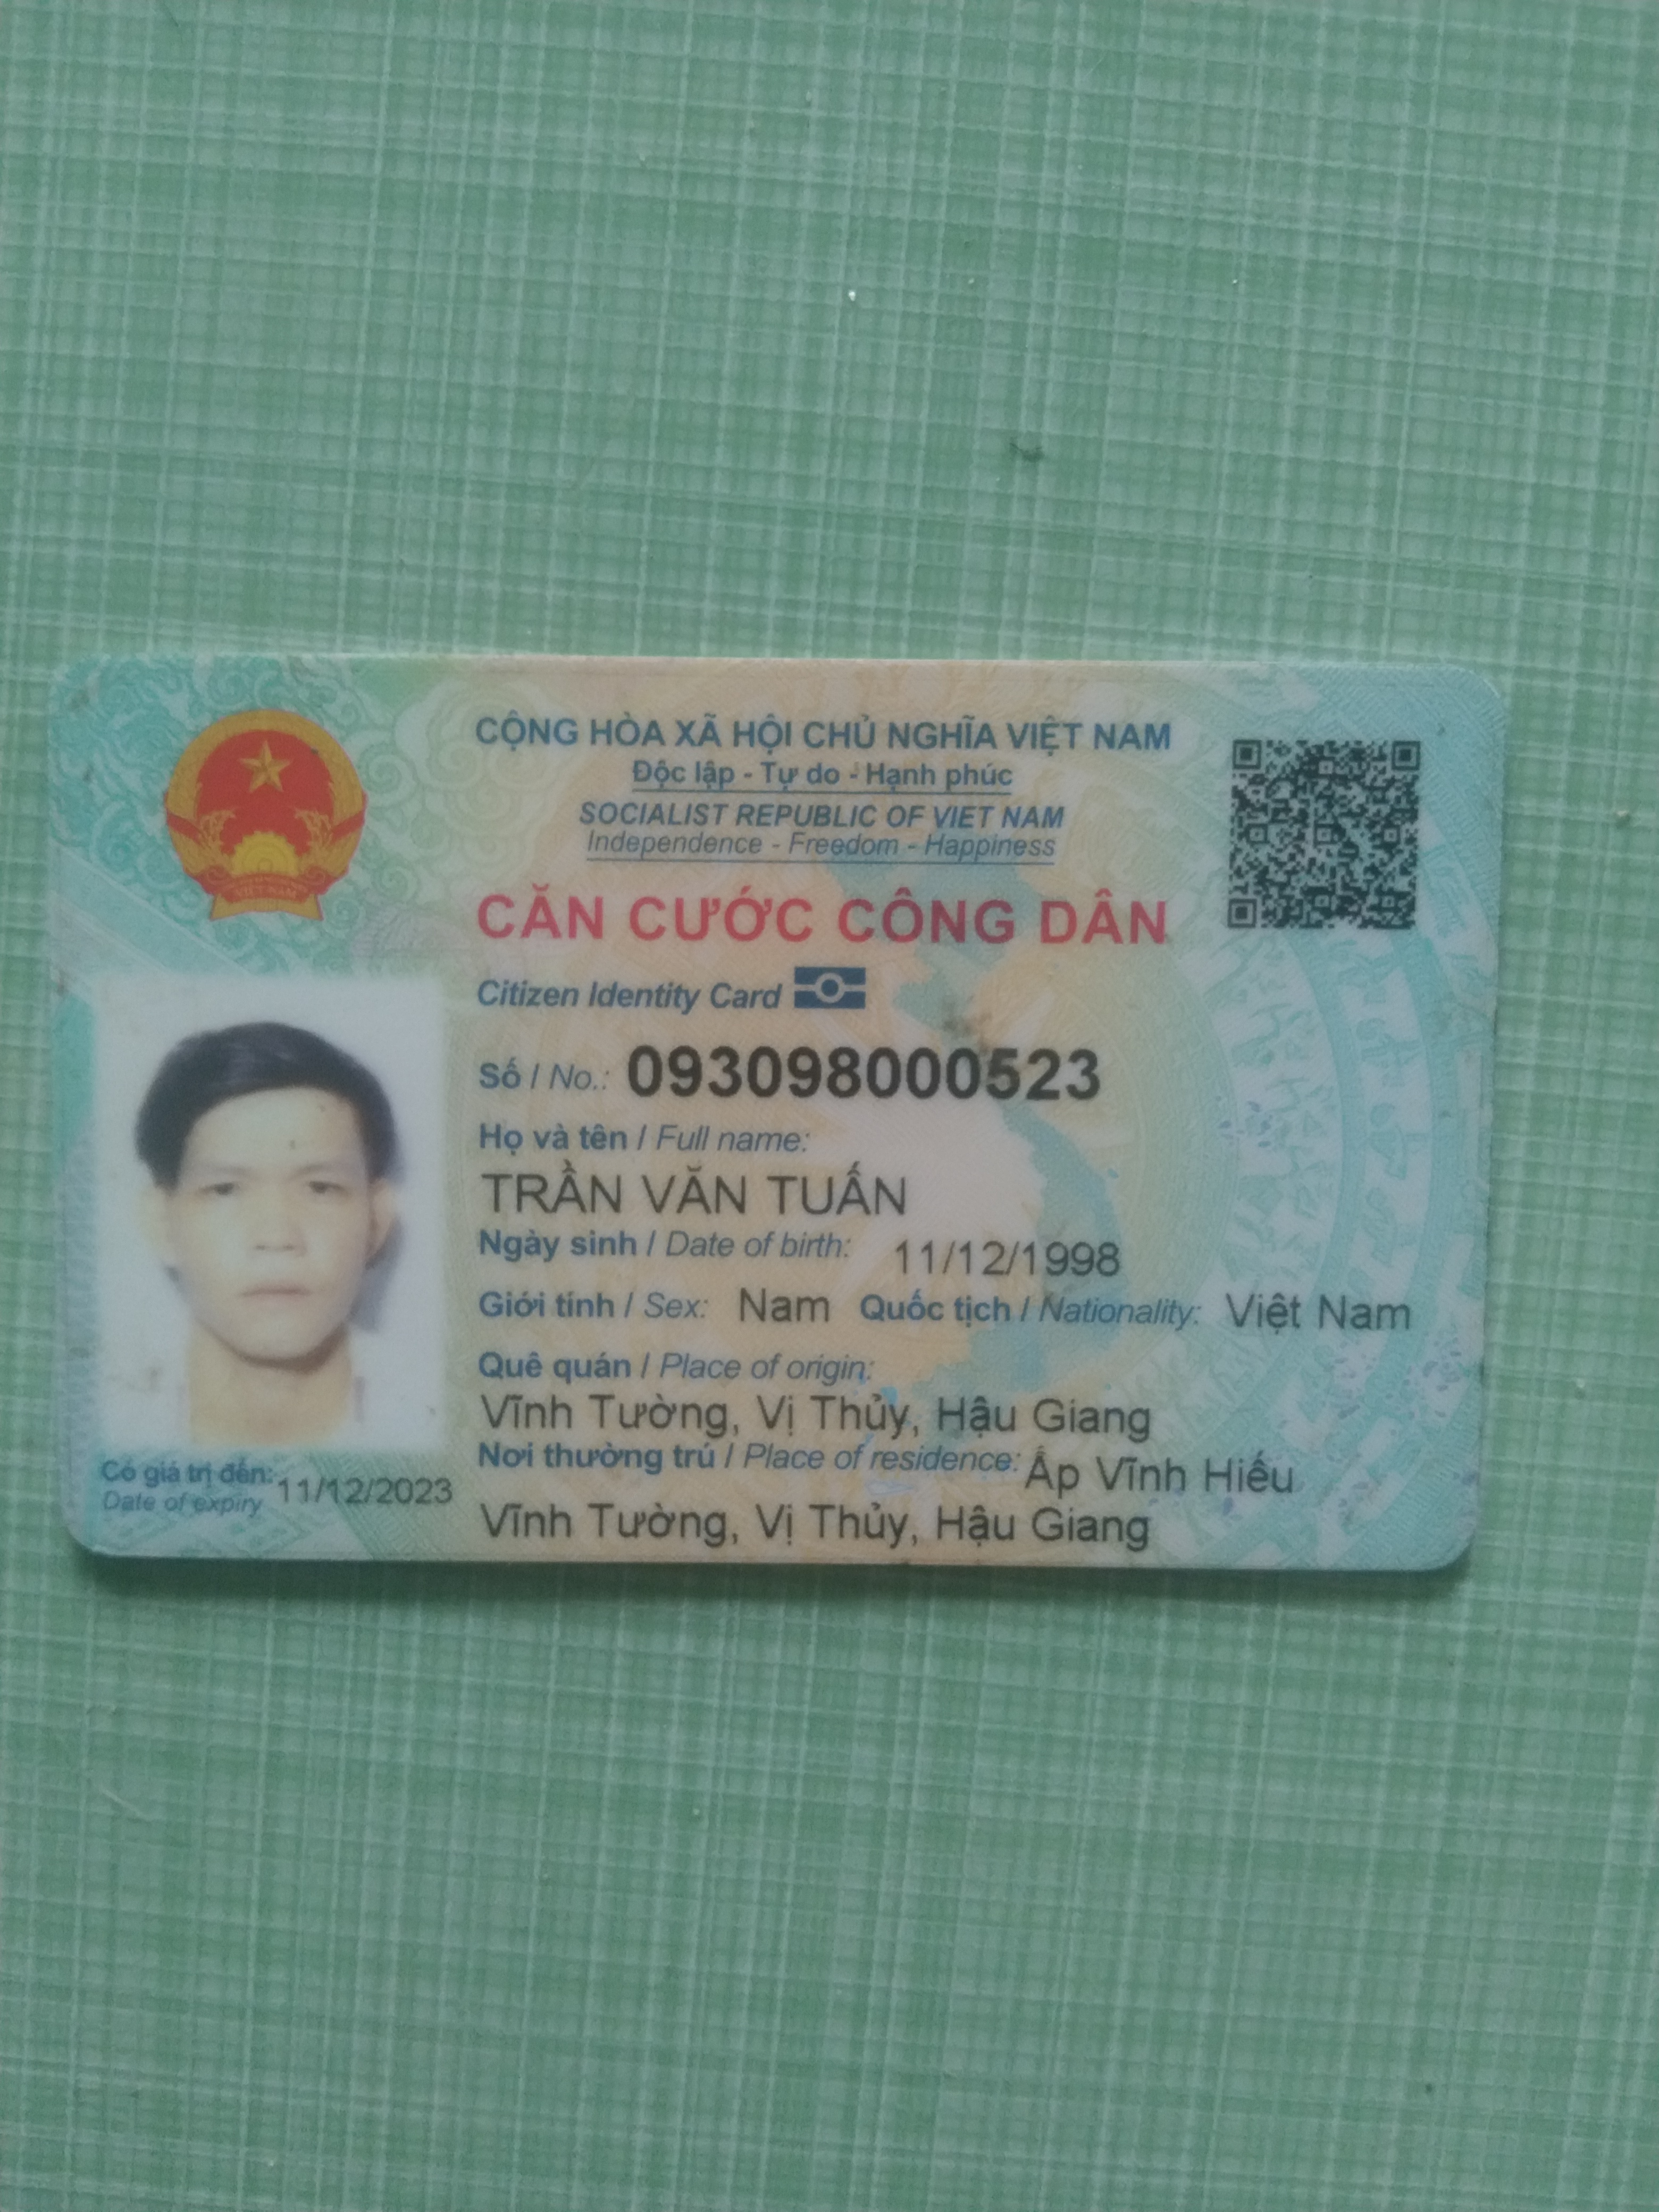 CỘNG HÒA XÃ HỘI CHỦ NGHĨA VIỆT NAM
Độc lập - Tự do - Hạnh phúc
SOCIALIST REPUBLIC OF VIET NAM
Independence - Freedom - Happiness
VIỆT NAM
CĂN CƯỚC CÔNG DÂN
Citizen Identity Card
Số / No.: 093098000523
Họ và tên / Full name:
TRẦN VĂN TUẤN
Ngày sinh / Date of birth: 11/12/1998
Giới tính / Sex: Nam Quốc tịch / Nationality: Việt Nam
Quê quán / Place of origin:
Vĩnh Tường, Vị Thủy, Hậu Giang
Nơi thường trú / Place of residence: Ấp Vĩnh Hiếu
Vĩnh Tường, Vị Thủy, Hậu Giang
Có giá trị đến: 11/12/2023
Date of expiry